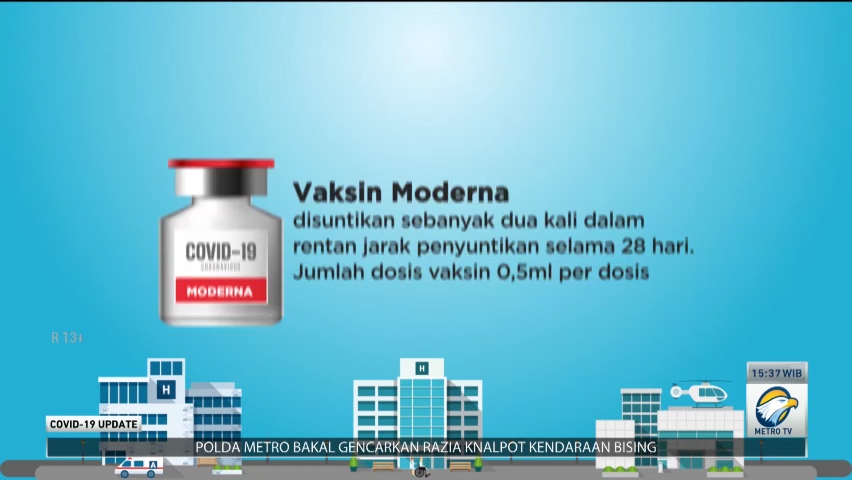 Vaksin Moderna
disuntikan sebanyak dua kali dalam
rentan jarak penyuntikan selama 28 hari.
Jumlah dosis vaksin 0,5ml per dosis
COVID-19
CORONAVIRUS
MODERNA
R 13+
H
H
15:37 WIB
METRO TV
COVID-19 UPDATE
POLDA METRO BAKAL GENCARKAN RAZIA KNALPOT KENDARAAN BISING